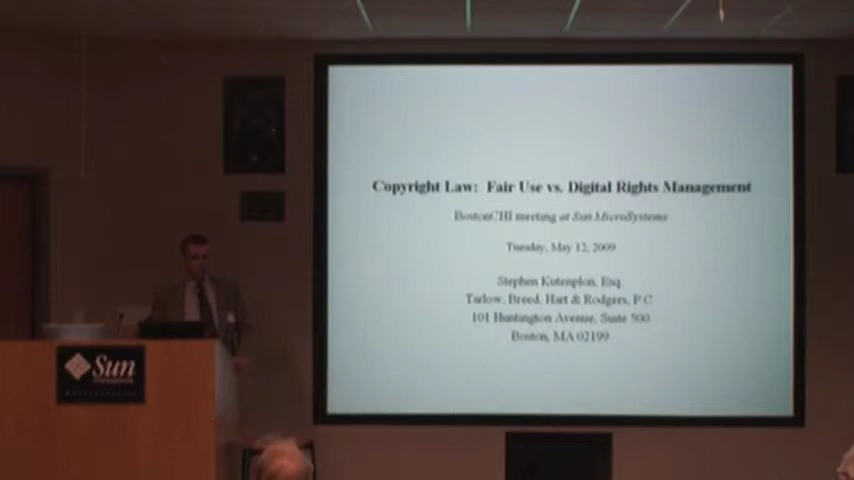 Copyright Law: Fair Use vs. Digital Rights Management
BostonCHI meeting at Sun MicroSystems
Tuesday, May 12, 2009
Stephen Kutenplon, Esq.
Tarlow, Breed, Hart & Rodgers, P.C.
101 Huntington Avenue, Suite 500
Boston, MA 02199
Sun